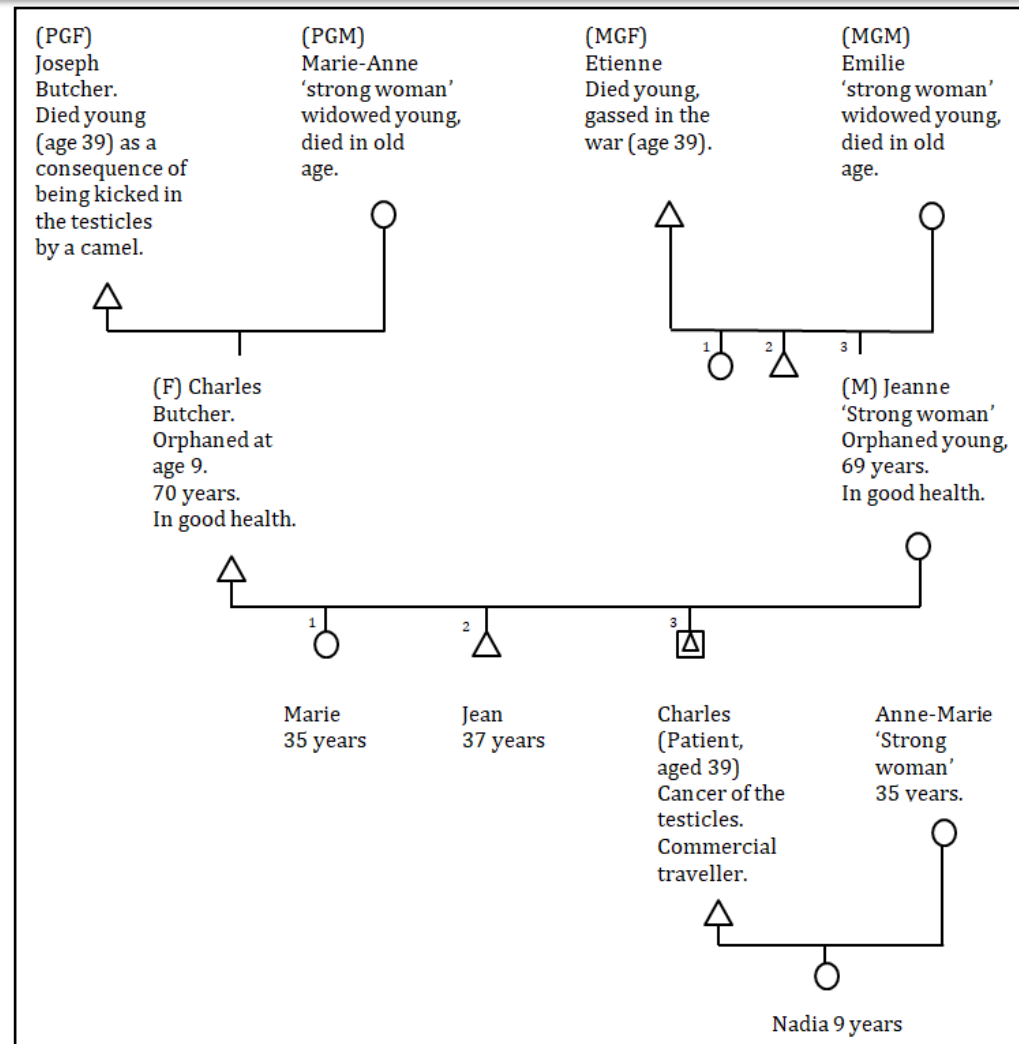 (PGF)
Joseph
Butcher.
Died young
(age 39) as a
consequence of
being kicked in
the testicles
by a camel.
(PGM)
Marie-Anne
‘strong woman’
widowed young,
died in old
age.
(MGF)
Etienne
Died young,
gassed in the
war (age 39).
(MGM)
Emilie
‘strong woman’
widowed young,
died in old
age.
1
2
3
(F) Charles
Butcher.
Orphaned at
age 9.
70 years.
In good health.
(M) Jeanne
‘Strong woman’
Orphaned young,
69 years.
In good health.
1
2
3
Marie
35 years
Jean
37 years
Charles
(Patient,
aged 39)
Cancer of the
testicles.
Commercial
traveller.
Anne-Marie
‘Strong
woman’
35 years.
Nadia 9 years